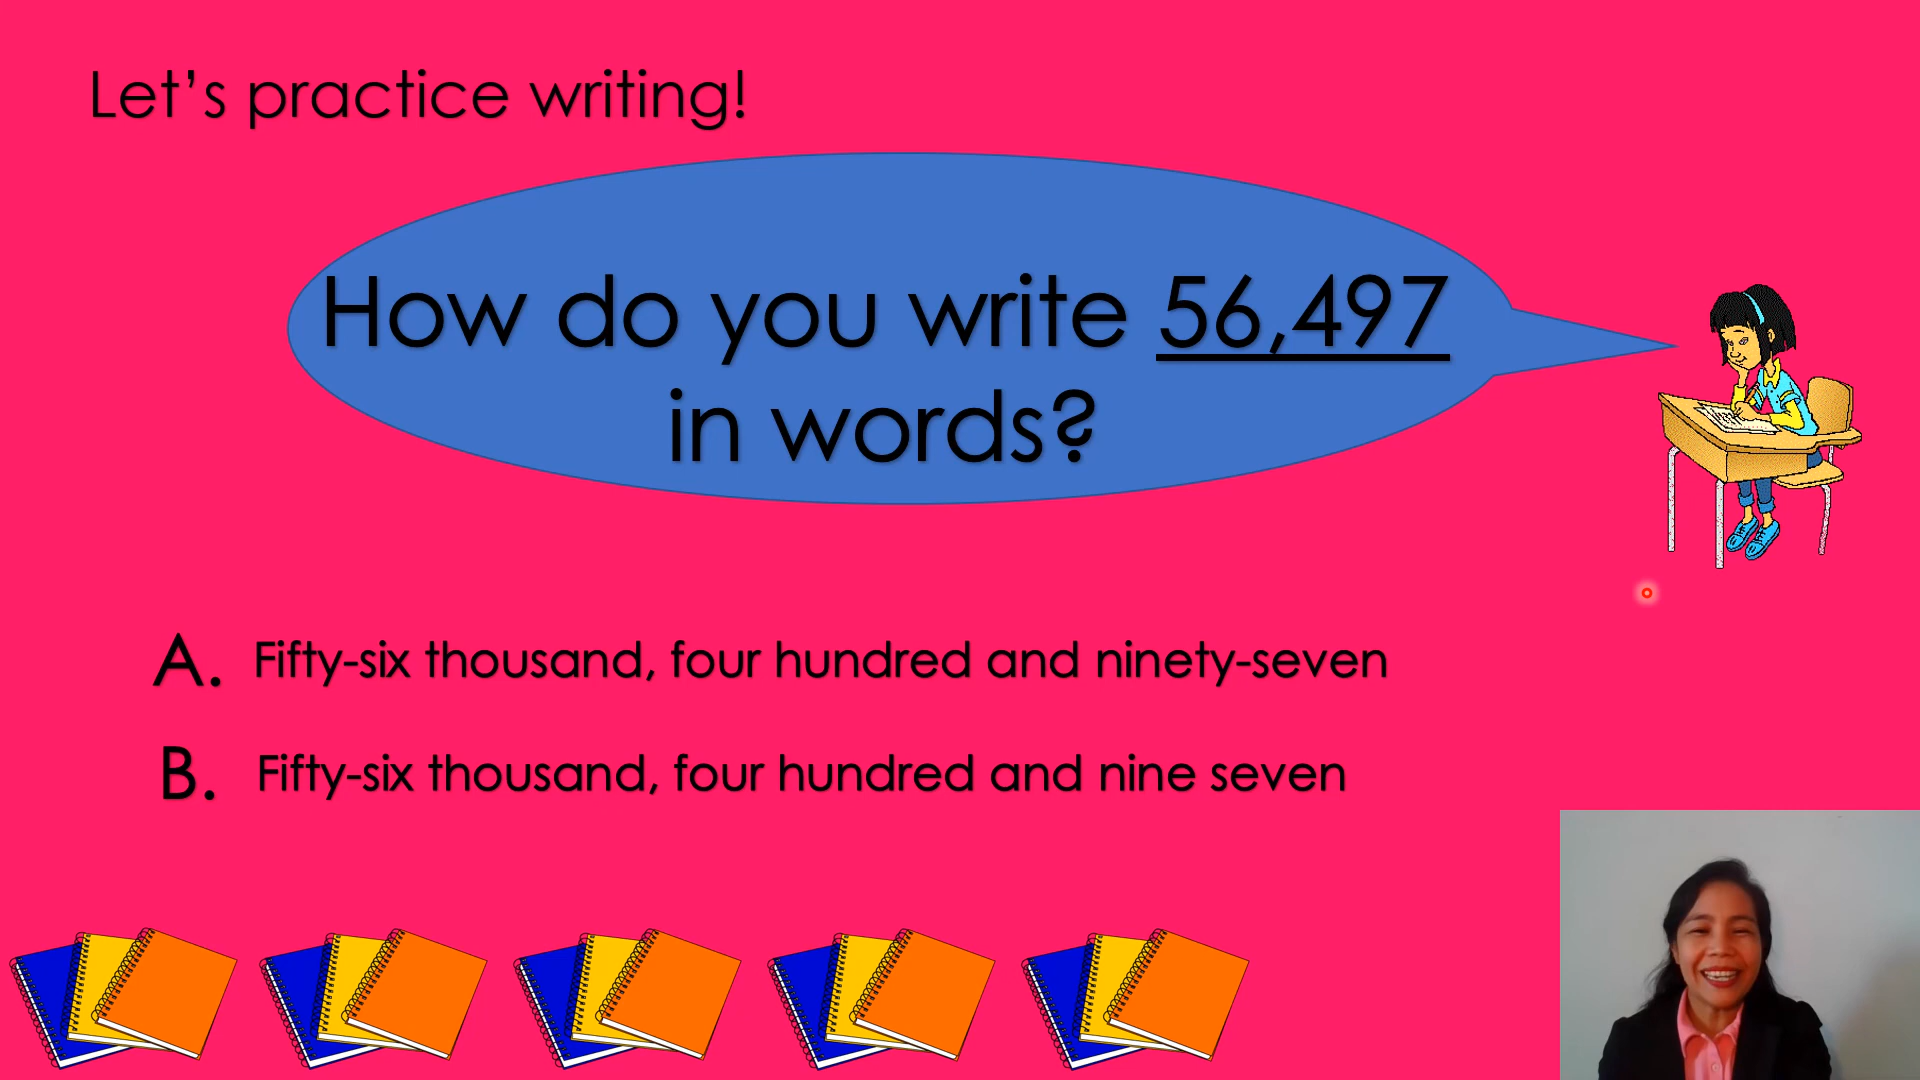 Let’s practice writing!
How do you write 56,497
in words?
A. Fifty-six thousand, four hundred and ninety-seven
B. Fifty-six thousand, four hundred and nine seven